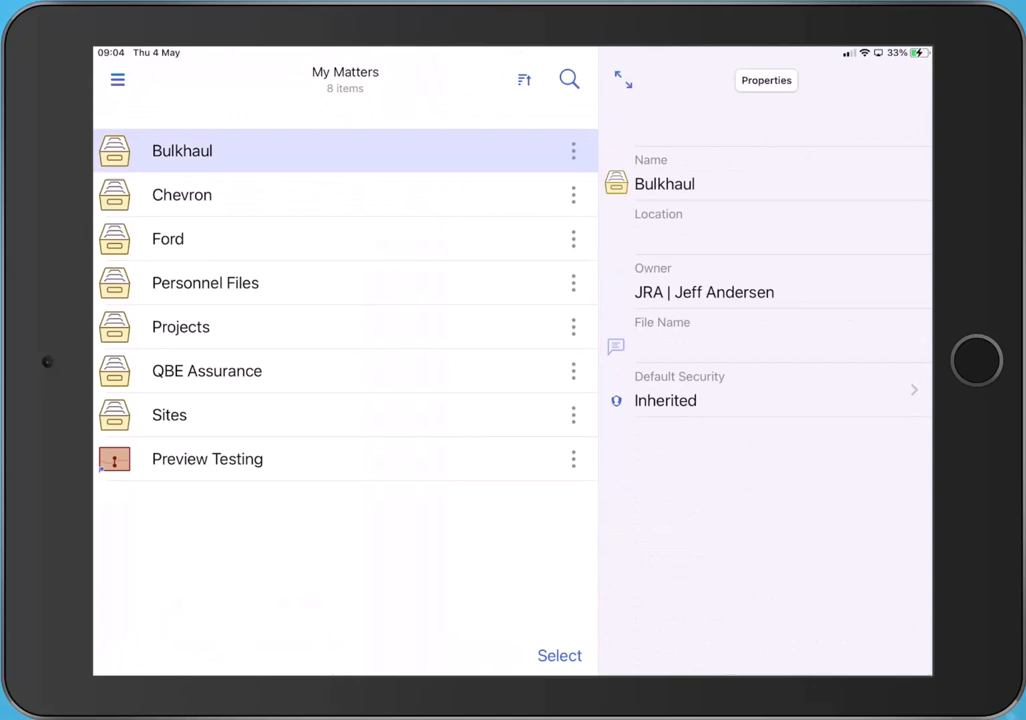 09:04 Thu 4 May
33%
My Matters
8 items
Properties
Bulkhaul
Chevron
Ford
Personnel Files
Projects
QBE Assurance
Sites
Preview Testing
Select
Name
Bulkhaul
Location
Owner
JRA | Jeff Andersen
File Name
Default Security
Inherited